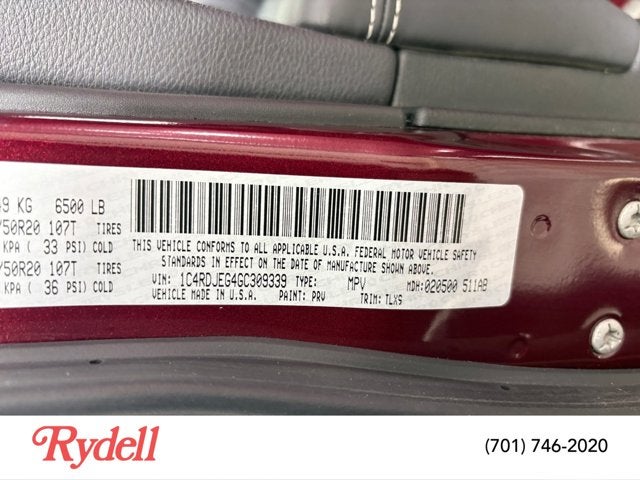 KG 6500 LB
50R20 107T TIRES
KPA ( 33 PSI) COLD
50R20 107T TIRES
KPA ( 36 PSI) COLD
THIS VEHICLE CONFORMS TO ALL APPLICABLE U.S.A. FEDERAL MOTOR VEHICLE SAFETY
STANDARDS IN EFFECT ON THE DATE OF MANUFACTURE SHOWN ABOVE.
VIN: 1C4RDJEG4GC309339 TYPE: MPV MDH: 020500 511AB
VEHICLE MADE IN U.S.A. PAINT: PRV TRIM: TLX9
Rydell
(701) 746-2020